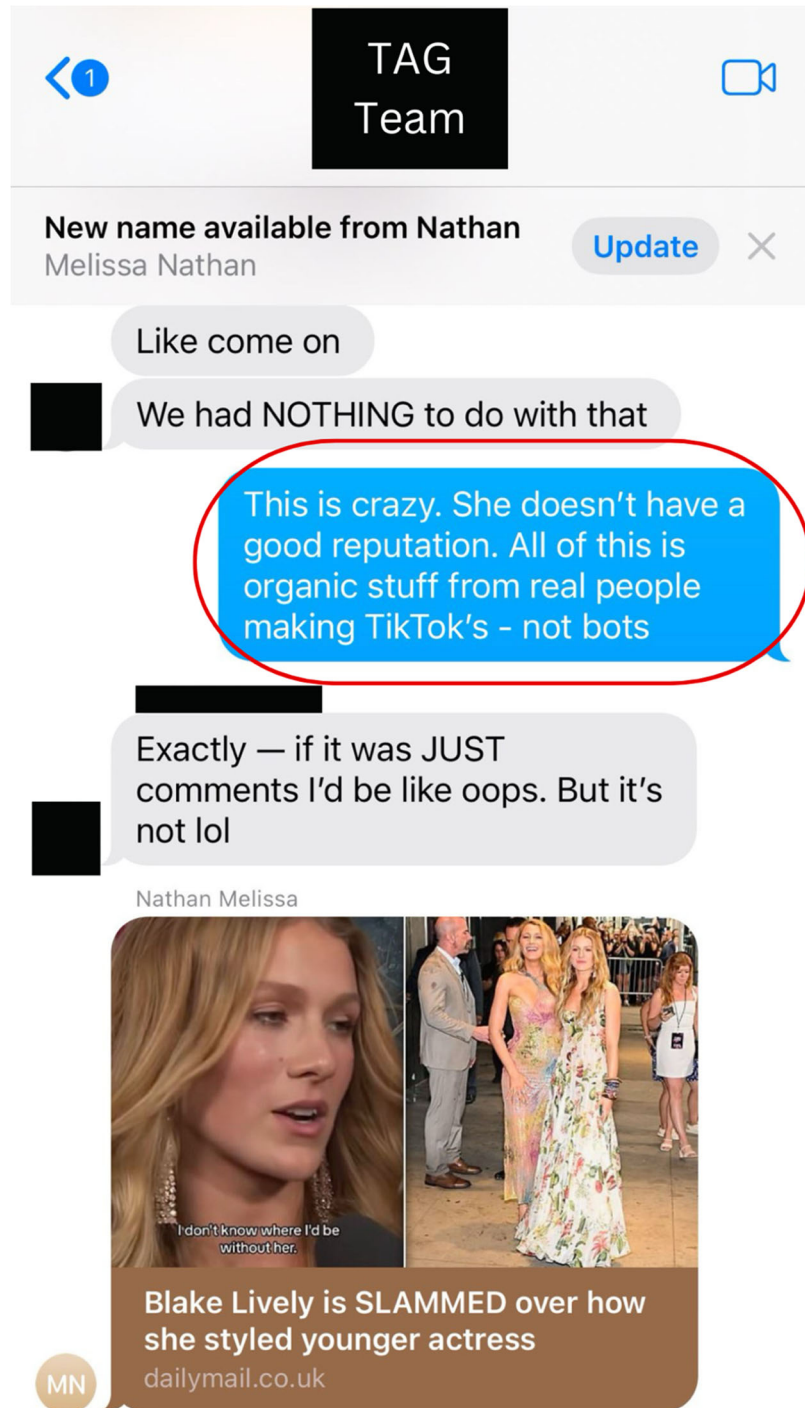 1
TAG
Team
New name available from Nathan
Update
Melissa Nathan
Like come on
We had NOTHING to do with that
This is crazy. She doesn’t have a
good reputation. All of this is
organic stuff from real people
making TikTok’s - not bots
Exactly — if it was JUST
comments I’d be like oops. But it’s
not lol
Nathan Melissa
I don't know where I'd be
without her.
Blake Lively is SLAMMED over how
she styled younger actress
dailymail.co.uk
MN